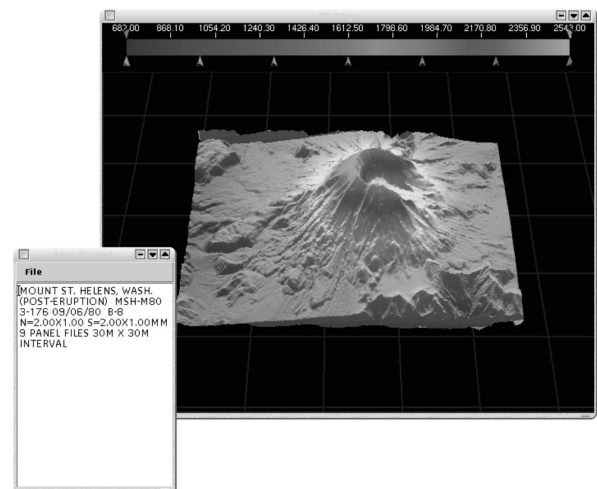 682.00 868.10 1054.20 1240.30 1426.40 1612.50 1798.60 1984.70 2170.80 2356.90 2543.00
File
MOUNT ST. HELENS, WASH.
(POST-ERUPTION) MSH-M80
3-176 09/06/80 B-8
N=2.00X1.00 S=2.00X1.00MM
9 PANEL FILES 30M X 30M
INTERVAL